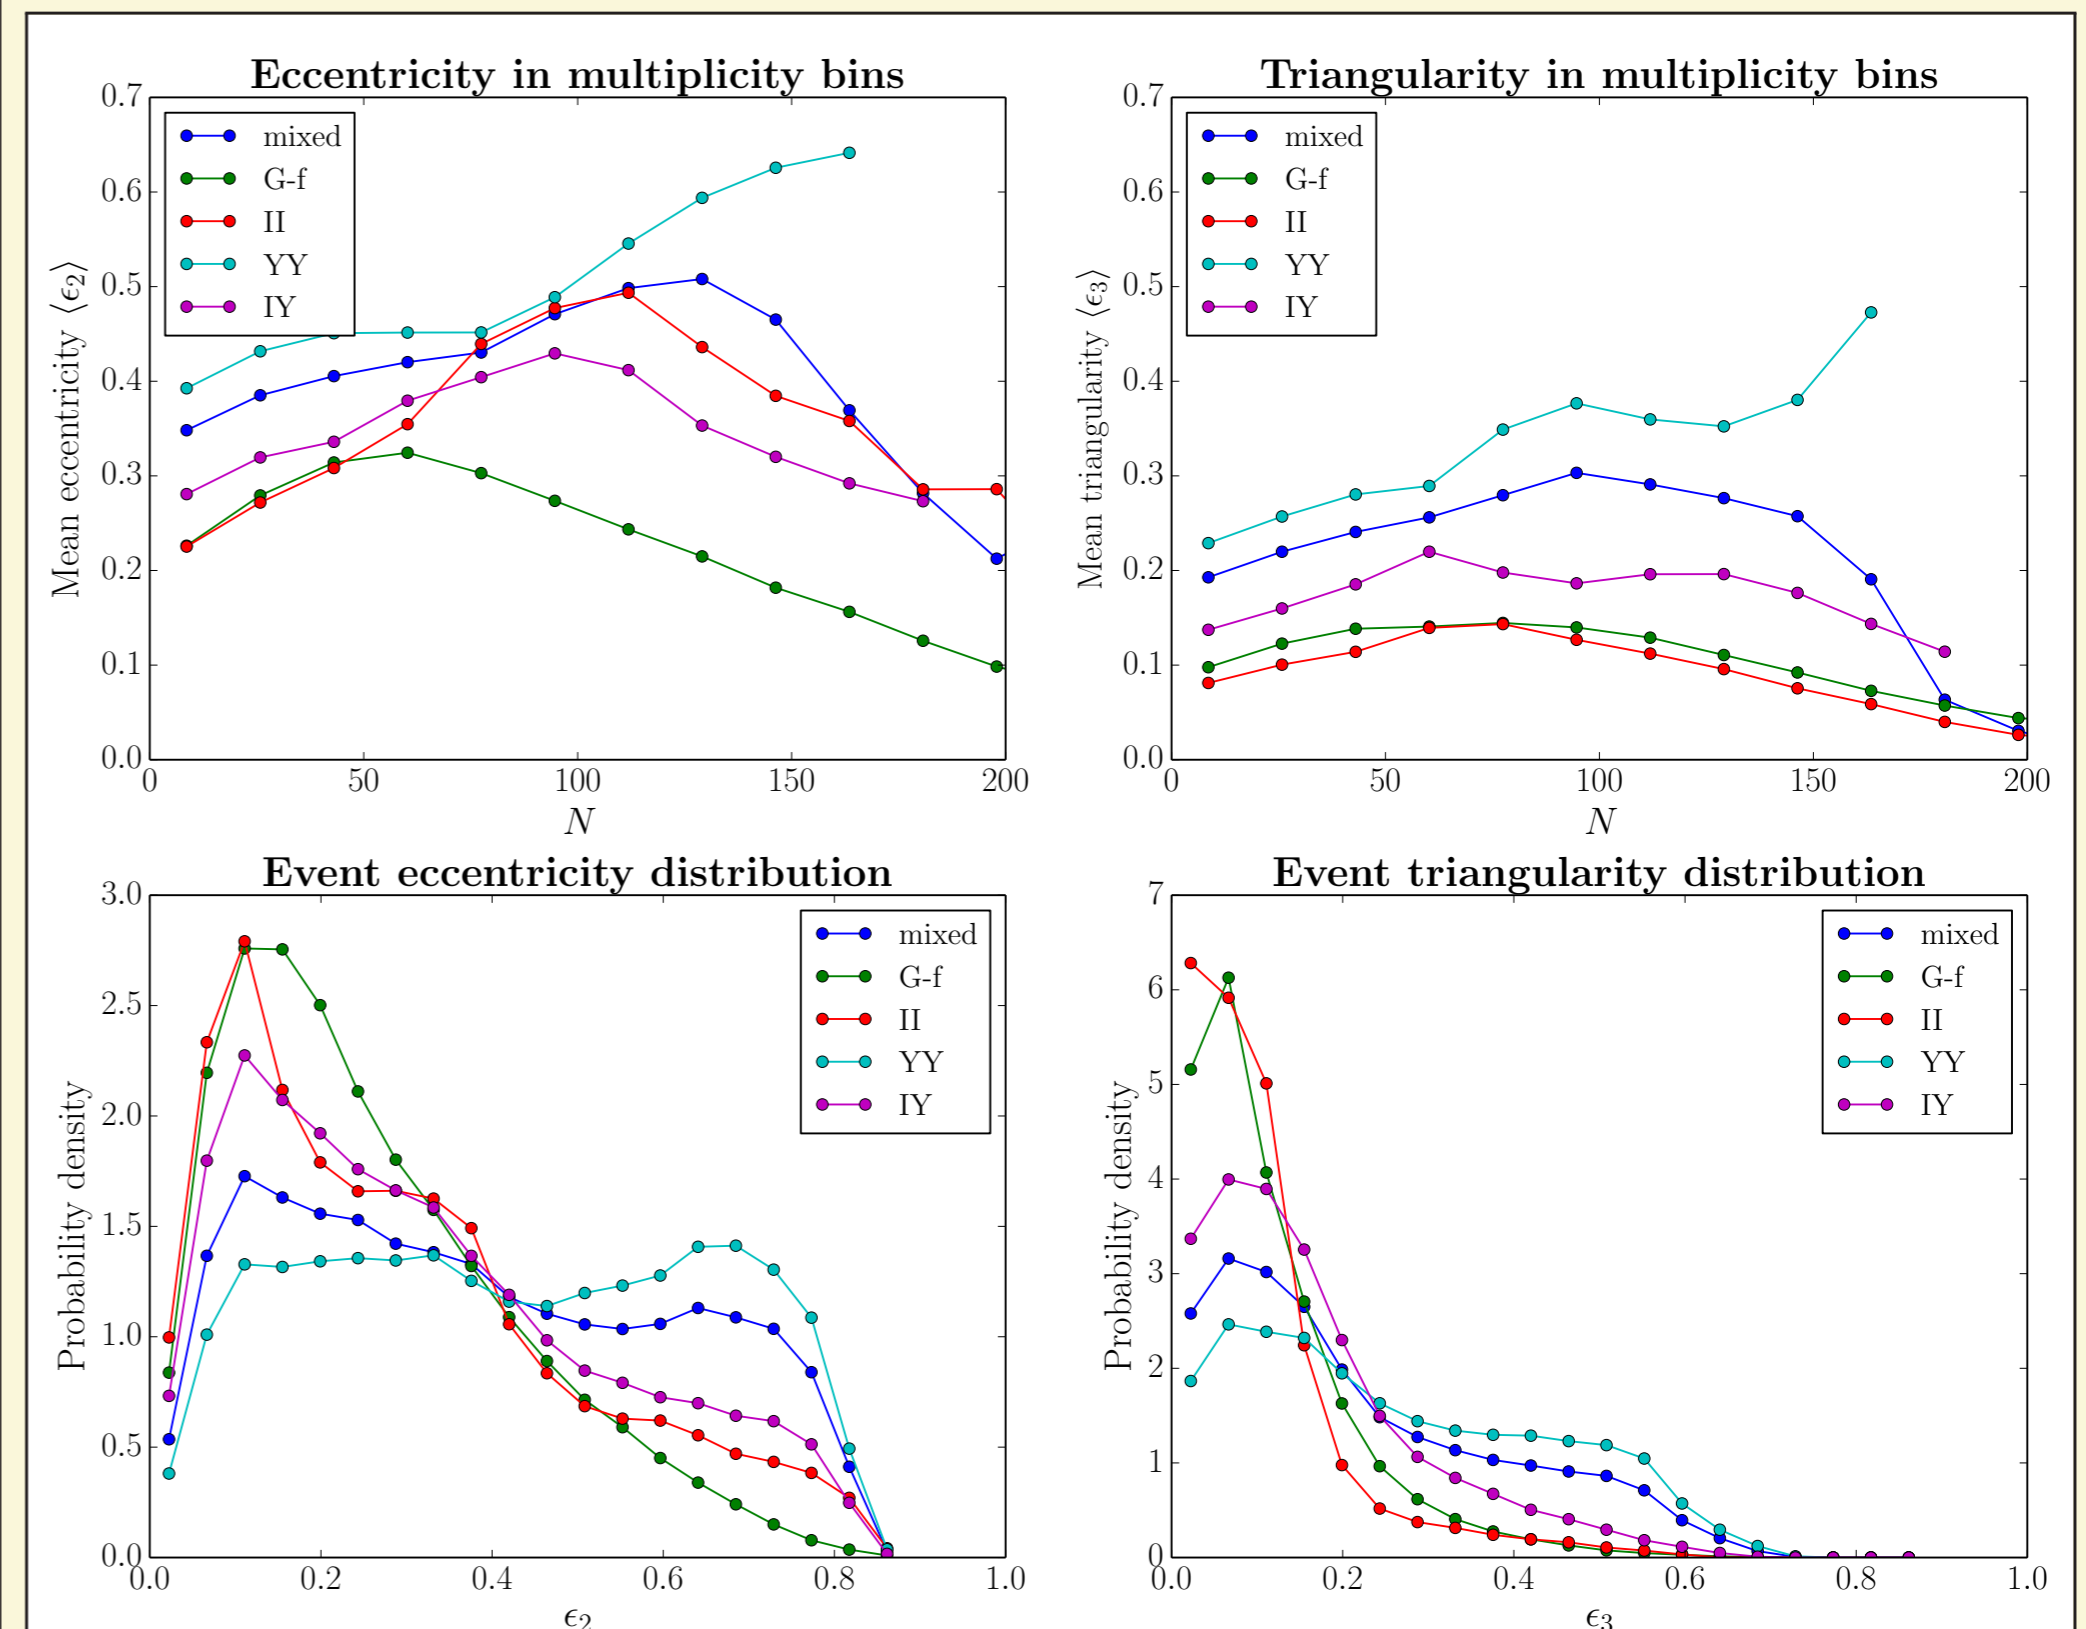 Eccentricity in multiplicity bins
0.7
0.6
0.5
0.4
0.3
0.2
0.1
0.0
Mean eccentricity ⟨ϵ₂⟩
mixed
G-f
II
YY
IY
0 50 100 150 200
N
Triangularity in multiplicity bins
0.7
0.6
0.5
0.4
0.3
0.2
0.1
0.0
Mean triangularity ⟨ϵ₃⟩
mixed
G-f
II
YY
IY
0 50 100 150 200
N
Event eccentricity distribution
3.0
2.5
2.0
1.5
1.0
0.5
0.0
Probability density
mixed
G-f
II
YY
IY
0.0 0.2 0.4 0.6 0.8 1.0
ϵ₂
Event triangularity distribution
7
6
5
4
3
2
1
0
Probability density
mixed
G-f
II
YY
IY
0.0 0.2 0.4 0.6 0.8 1.0
ϵ₃